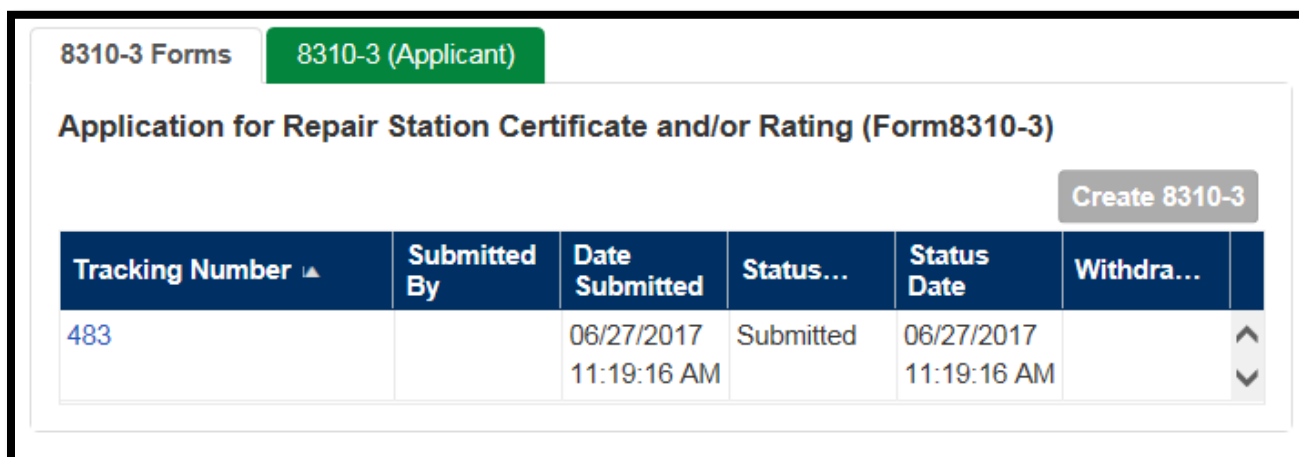 8310-3 Forms 8310-3 (Applicant)
Application for Repair Station Certificate and/or Rating (Form8310-3)
Create 8310-3
Tracking Number Submitted By Date Submitted Status... Status Date Withdra...
483 06/27/2017 11:19:16 AM Submitted 06/27/2017 11:19:16 AM